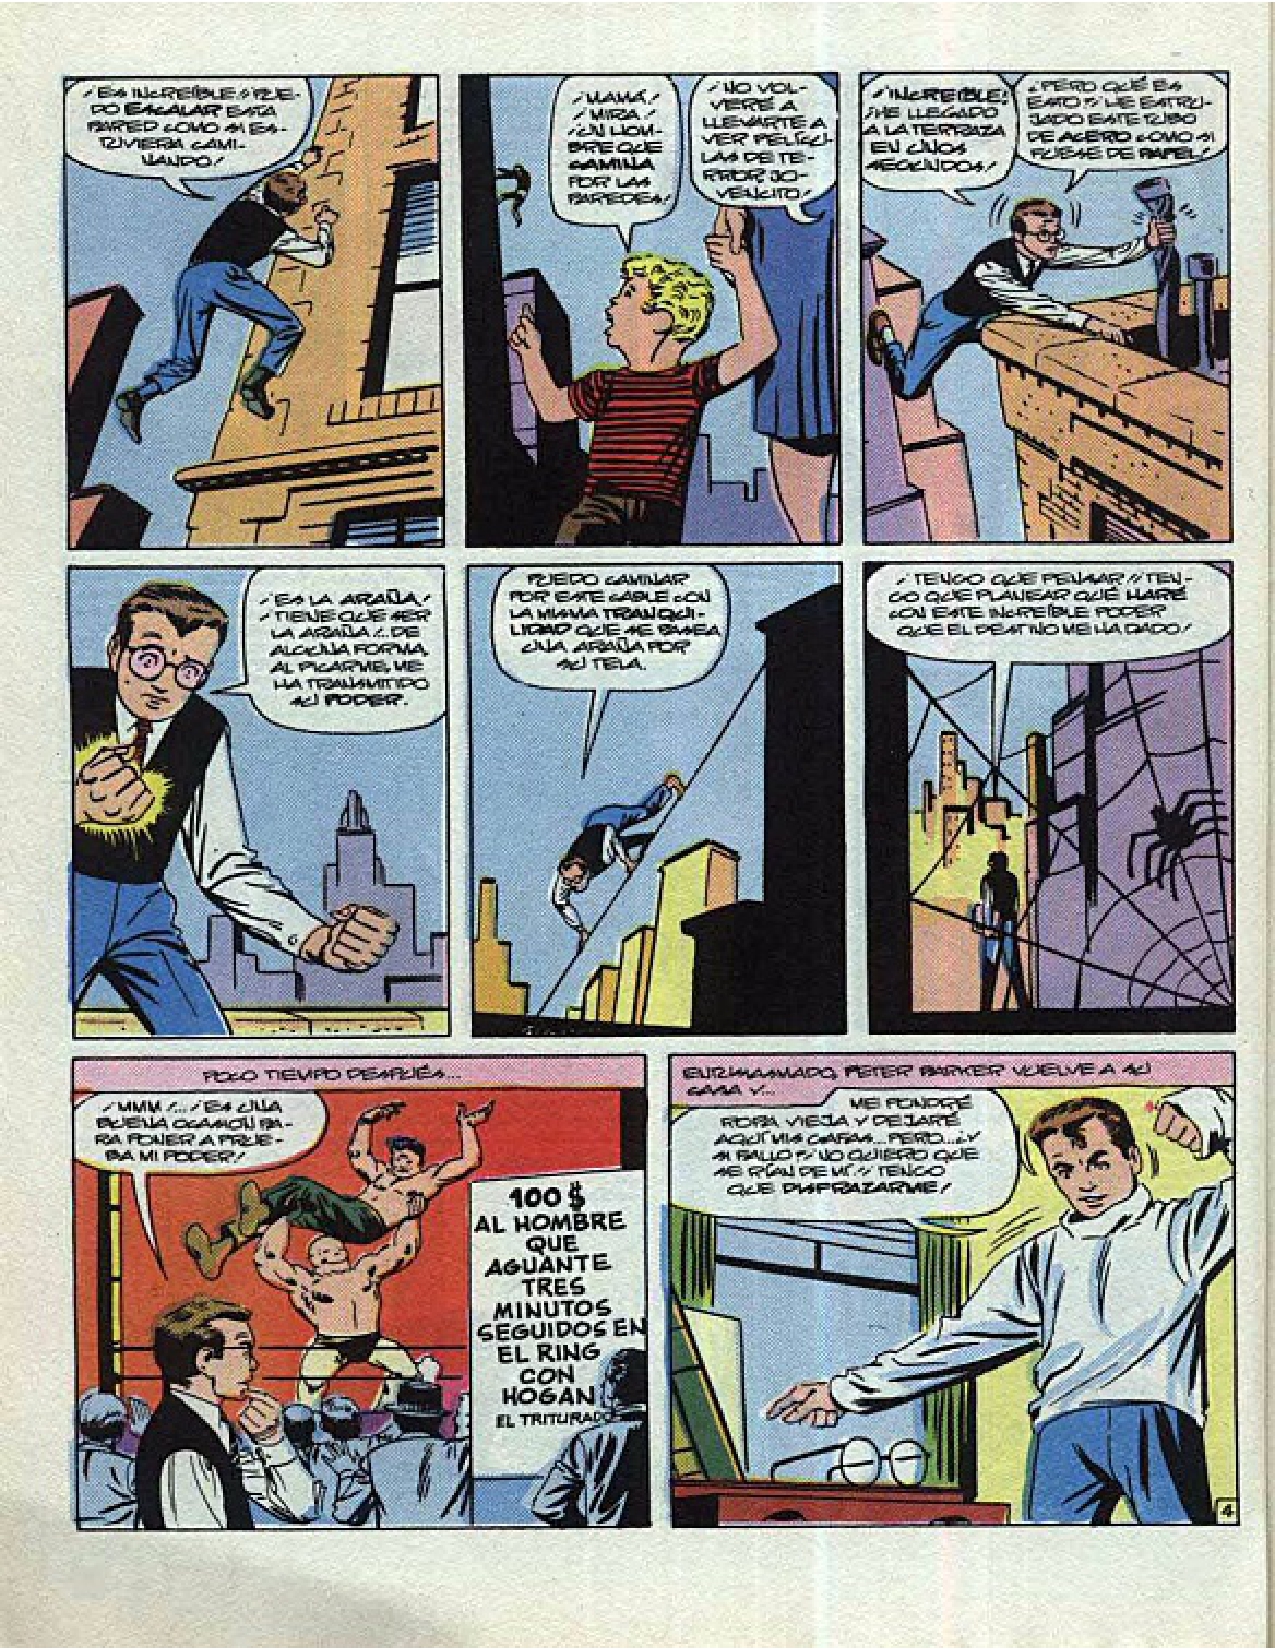 ¡ES INCREÍBLE! ¡PUE-
DO ESCALAR ESTA
PARED COMO SI ES-
TUVIERA CAMI-
NANDO!
¡MAMÁ!
¡MIRA!
¡UN HOM-
BRE QUE
CAMINA
POR LAS
PAREDES!
¡NO VOL-
VERÉ A
LLEVARTE A
VER PELÍCU-
LAS DE TE-
RROR JO-
VENCITO!
¡INCREÍBLE!
¡HE LLEGADO
A LA TERRAZA
EN UNOS
SEGUNDOS!
¿PERO QUÉ ES
ESTO? ¡HE ESTRU-
JADO ESTE TUBO
DE ACERO COMO SI
FUESE DE PAPEL!
¡ES LA ARAÑA!
¡TIENE QUE SER
LA ARAÑA!. DE
ALGUNA FORMA,
AL PICARME, ME
HA TRANSMITIDO
SU PODER.
PUEDO CAMINAR
POR ESTE CABLE CON
LA MISMA TRANQUI-
LIDAD QUE SE PASEA
UNA ARAÑA POR
SU TELA.
¡TENGO QUE PENSAR! ¡TEN-
GO QUE PLANEAR QUÉ HARÉ
CON ESTE INCREÍBLE PODER
QUE EL DESTINO ME HA DADO!
POCO TIEMPO DESPUÉS...
¡MMM!... ¡ES UNA
BUENA OCASIÓN PA-
RA PONER A PRUE-
BA MI PODER!
100 $
AL HOMBRE
QUE
AGUANTE
TRES
MINUTOS
SEGUIDOS EN
EL RING
CON
HOGAN
EL TRITURADO
ENSIMISMADO, PETER PARKER VUELVE A SU
CASA Y...
ME PONDRÉ
ROPA VIEJA Y DEJARÉ
AQUÍ MIS GAFAS... PERO... ¿Y
SI FALLO? ¡NO QUIERO QUE
SE RÍAN DE MÍ! ¡TENGO
QUE DISFRAZARME!
4